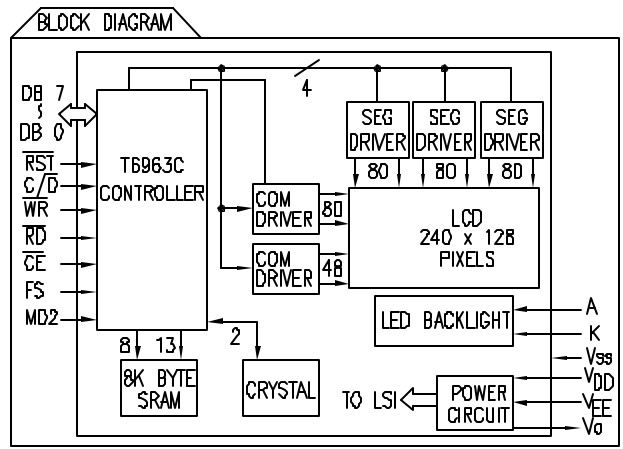 BLOCK DIAGRAM
DB 7
DB 0
RST
C/D
WR
RD
CE
FS
MD2
T6963C
CONTROLLER
4
SEG
DRIVER
SEG
DRIVER
SEG
DRIVER
80
80
80
COM
DRIVER
80
COM
DRIVER
48
LCD
240 x 128
PIXELS
LED BACKLIGHT
A
K
Vss
VDD
VEE
Vo
8
13
2
8K BYTE
SRAM
CRYSTAL
TO LSI
POWER
CIRCUIT